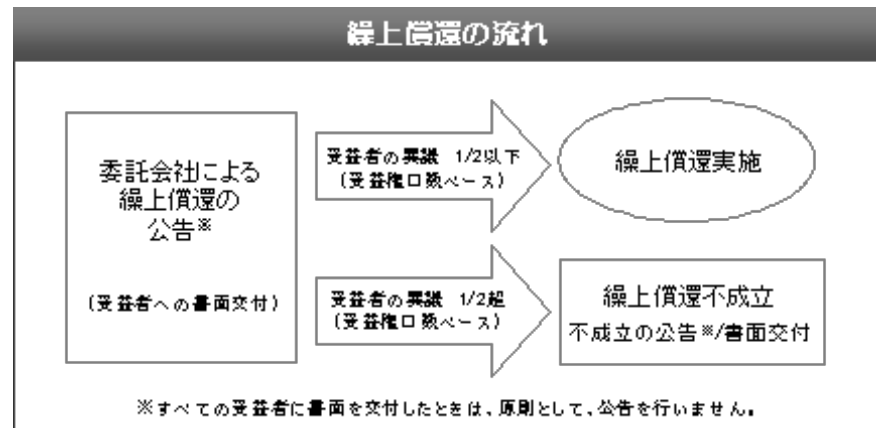 繰上償還の流れ
委託会社による
繰上償還の
公告※
(受益者への書面交付)
受益者の異議 1/2以下
(受益権口数ベース)
繰上償還実施
受益者の異議 1/2超
(受益権口数ベース)
繰上償還不成立
不成立の公告※/書面交付
※すべての受益者に書面を交付したときは、原則として、公告を行いません。